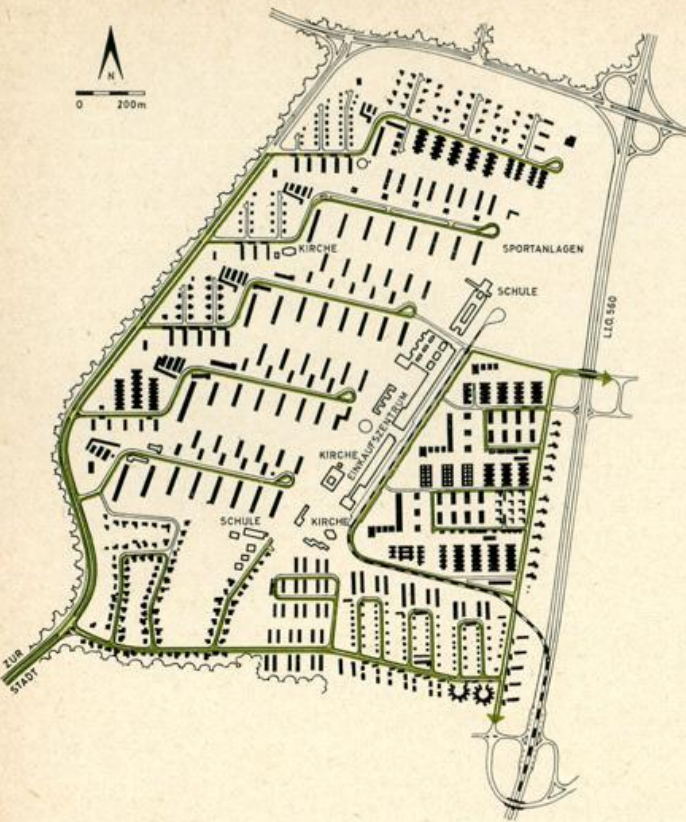 N
0 200m
KIRCHE
SPORTANLAGEN
SCHULE
L.I.O. 560
EINKAUFSZENTRUM
KIRCHE
SCHULE
KIRCHE
ZUR
STADT